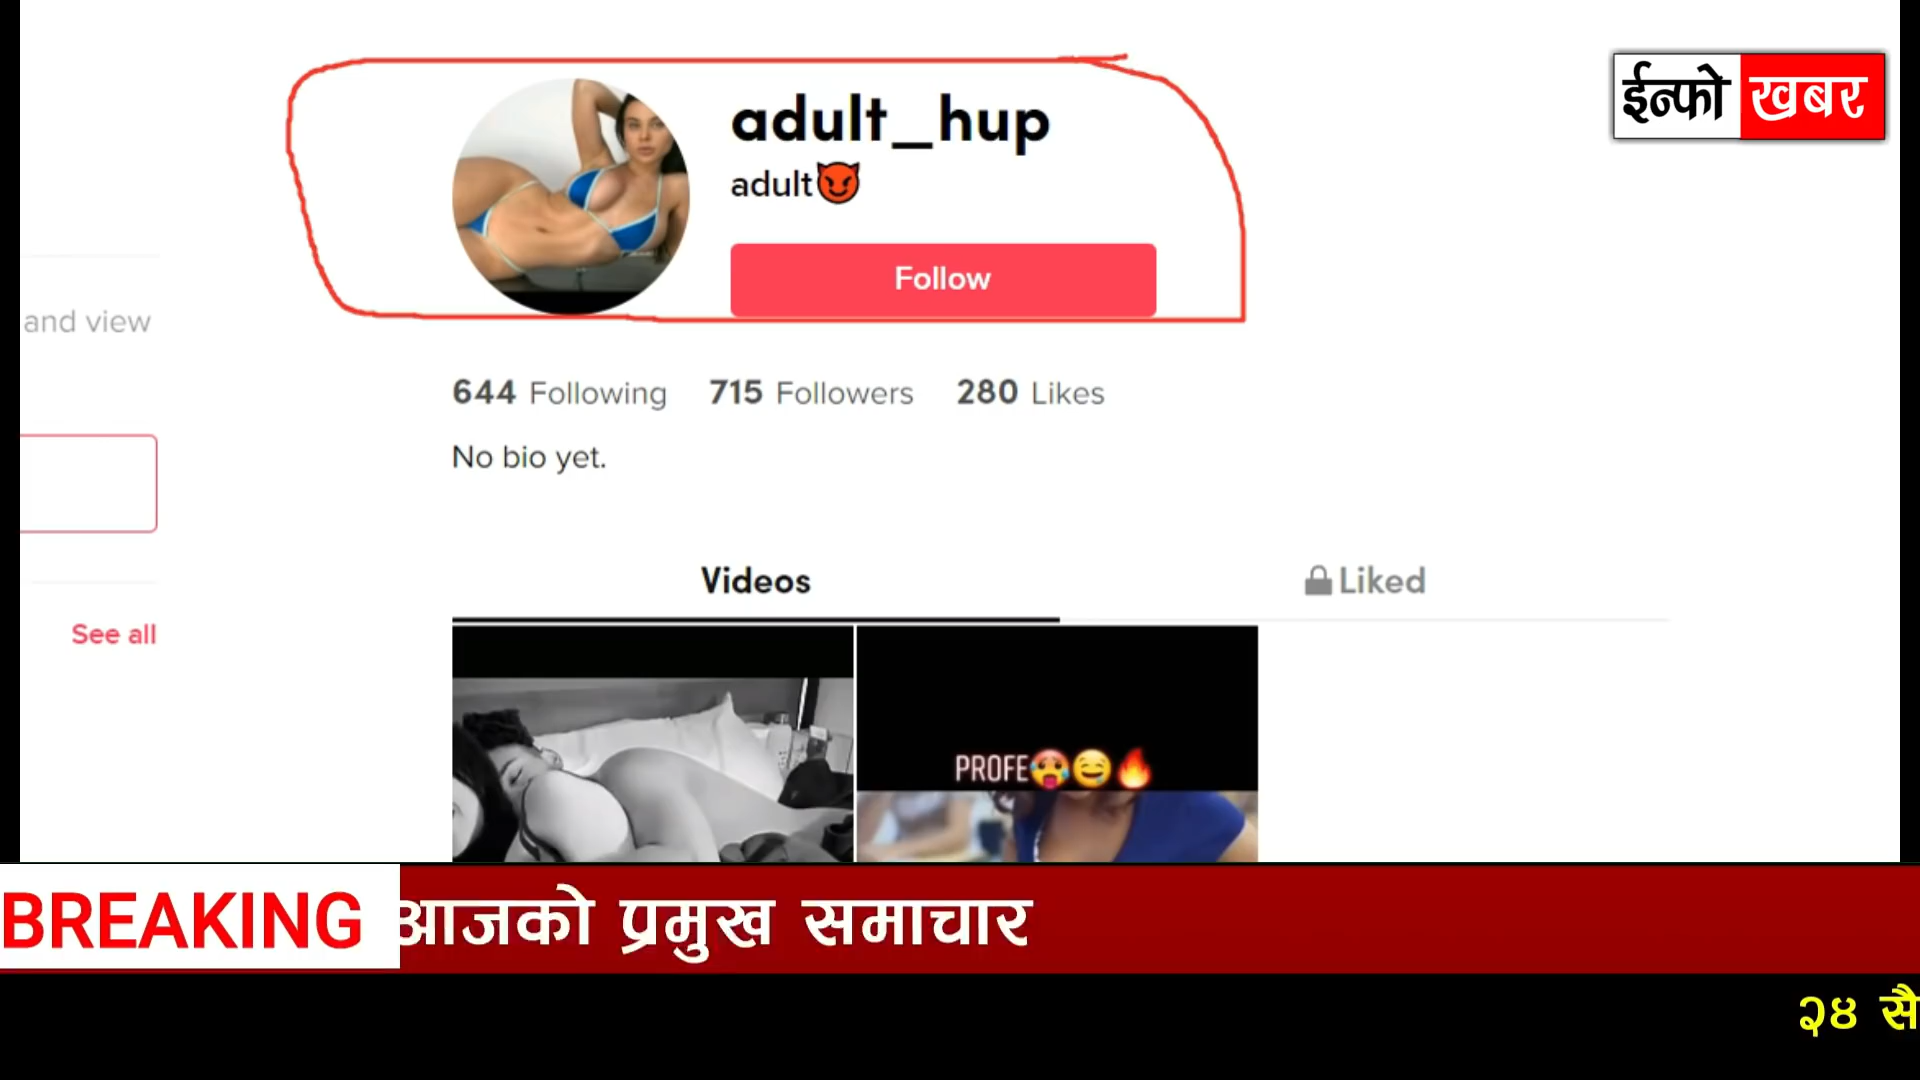 ईन्फो खबर
adult_hup
adult😈
Follow
and view
644 Following 715 Followers 280 Likes
No bio yet.
Videos
Liked
See all
PROFE🥵🤤🔥
BREAKING
आजको प्रमुख समाचार
२४ सै